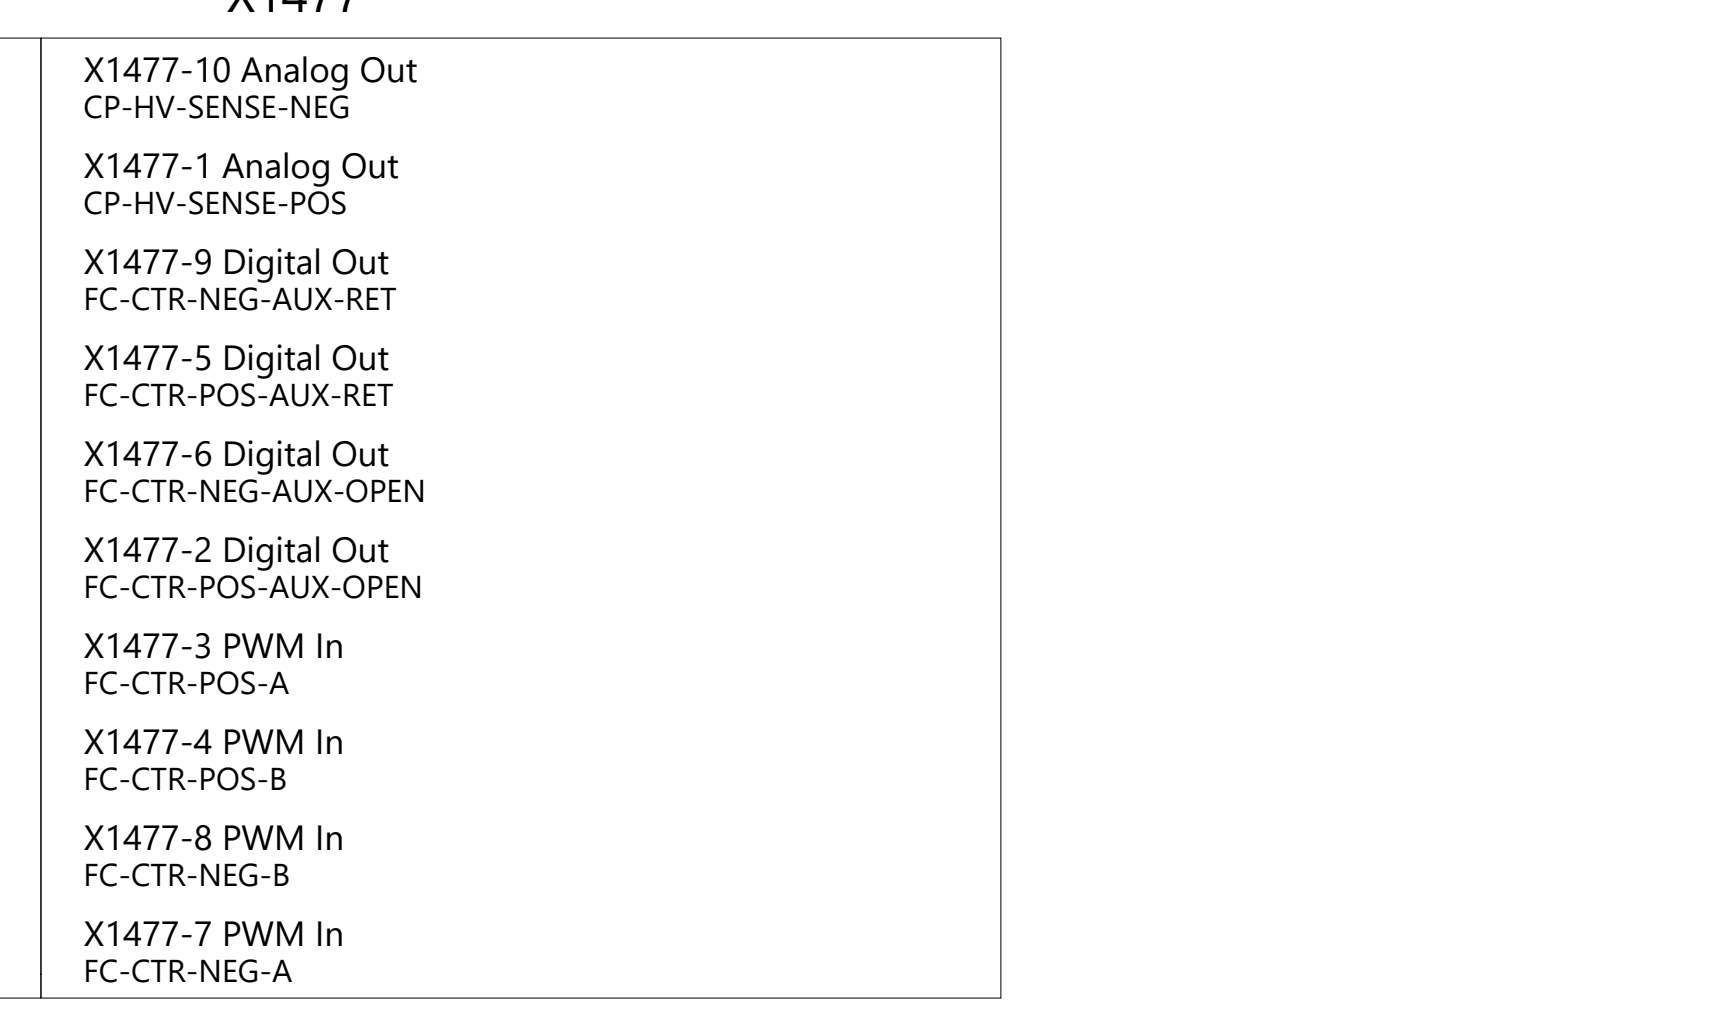 X1477
X1477-10 Analog Out
CP-HV-SENSE-NEG
X1477-1 Analog Out
CP-HV-SENSE-POS
X1477-9 Digital Out
FC-CTR-NEG-AUX-RET
X1477-5 Digital Out
FC-CTR-POS-AUX-RET
X1477-6 Digital Out
FC-CTR-NEG-AUX-OPEN
X1477-2 Digital Out
FC-CTR-POS-AUX-OPEN
X1477-3 PWM In
FC-CTR-POS-A
X1477-4 PWM In
FC-CTR-POS-B
X1477-8 PWM In
FC-CTR-NEG-B
X1477-7 PWM In
FC-CTR-NEG-A